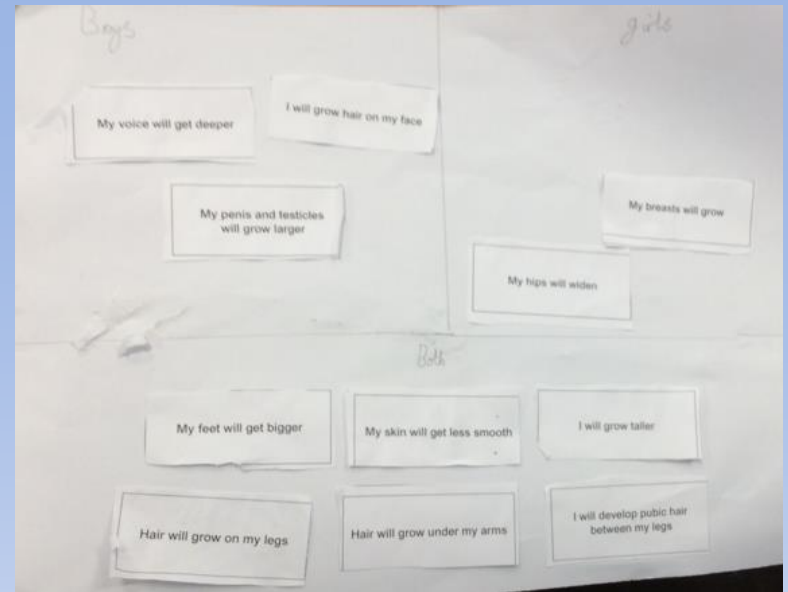 Boys
girls
My voice will get deeper
I will grow hair on my face
My penis and testicles
will grow larger
My breasts will grow
My hips will widen
Both
My feet will get bigger
My skin will get less smooth
I will grow taller
Hair will grow on my legs
Hair will grow under my arms
I will develop pubic hair
between my legs